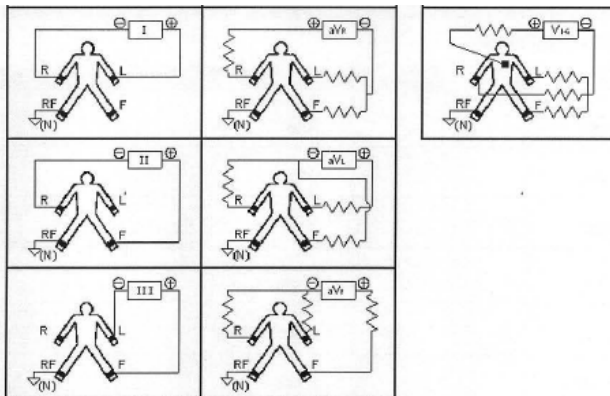 ⊖ I ⊕
R L
RF F
(N)
⊕ aVR ⊖
R L
RF F
(N)
⊖ V1-6 ⊕
R L
RF F
(N)
⊖ II ⊕
R L'
RF F
(N)
⊖ aVL ⊕
R L
RF F
(N)
⊖ III ⊕
R L
RF F
(N)
⊖ aVF ⊕
R L
RF F
(N)